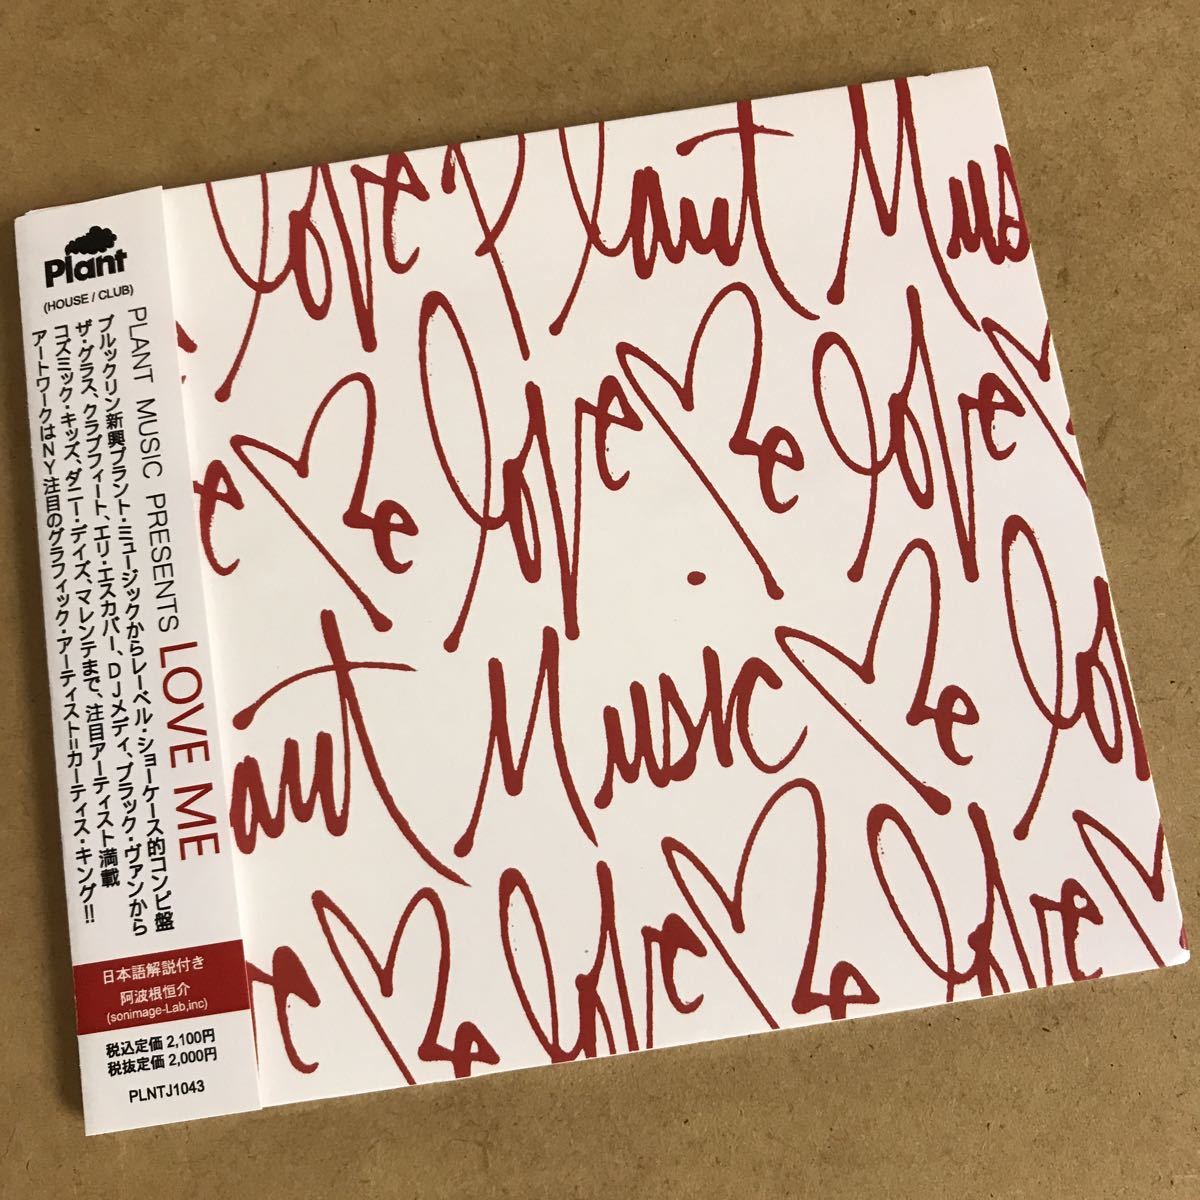 Plant
(HOUSE / CLUB)
PLANT MUSIC PRESENTS LOVE ME
ブルックリン新興プラント・ミュージックからレーベル・ショーケース的コンピ盤
ザ・グラス、クラブフィート、エリ・エスカバー、DJメディ、ブラック・ヴァンから
コズミック・キッズ、ダニー・デイズ、マレンテまで、注目アーティスト満載
アートワークはNY注目のグラフィック・アーティスト=カーティス・キング!!
日本語解説付き
阿波根恒介
(sonimage-Lab,inc)
税込定価 2,100円
税抜定価 2,000円
PLNTJ1043
love Plant Mus
e love me love me love
ant Music me lo
e love me love m